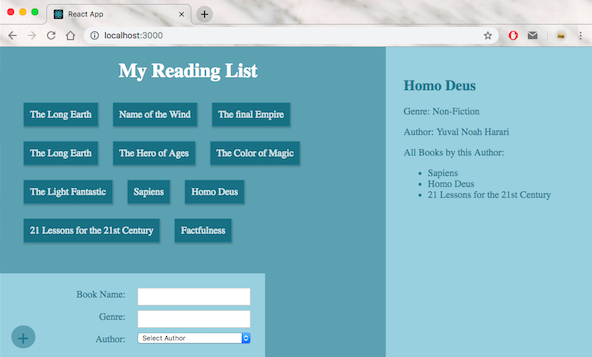 React App
localhost:3000
My Reading List
The Long Earth
Name of the Wind
The final Empire
The Long Earth
The Hero of Ages
The Color of Magic
The Light Fantastic
Sapiens
Homo Deus
21 Lessons for the 21st Century
Factfulness
Book Name:
Genre:
Author:
Select Author
+
Homo Deus
Genre: Non-Fiction
Author: Yuval Noah Harari
All Books by this Author:
• Sapiens
• Homo Deus
• 21 Lessons for the 21st Century